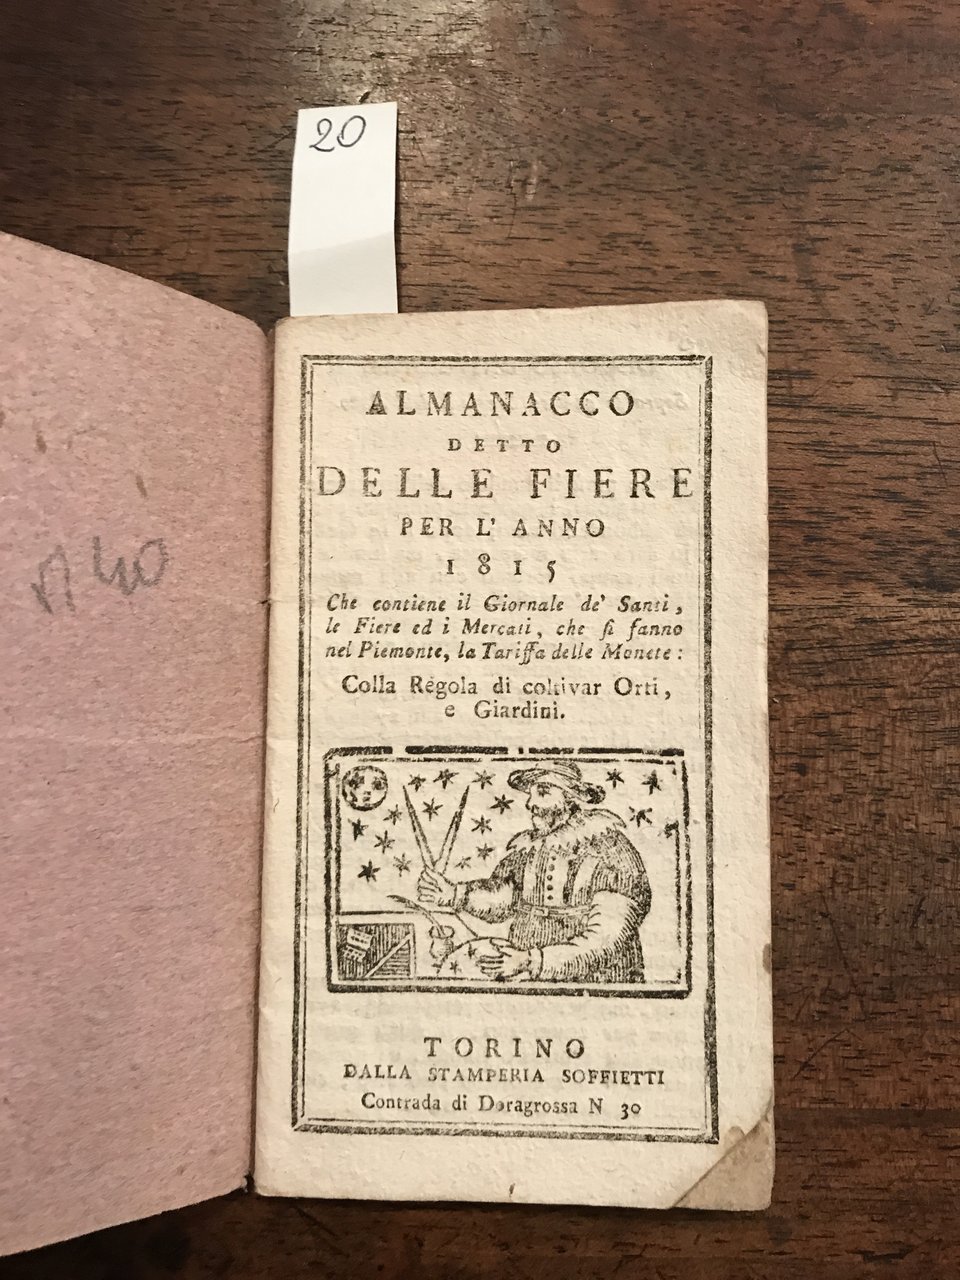 20
ALMANACCO
DETTO
DELLE FIERE
PER L' ANNO
1815
Che contiene il Giornale de' Santi,
le Fiere ed i Mercati, che si fanno
nel Piemonte, la Tariffa delle Monete:
Colla Regola di coltivar Orti,
e Giardini.
TORINO
DALLA STAMPERIA SOFFIETTI
Contrada di Doragrossa N 30